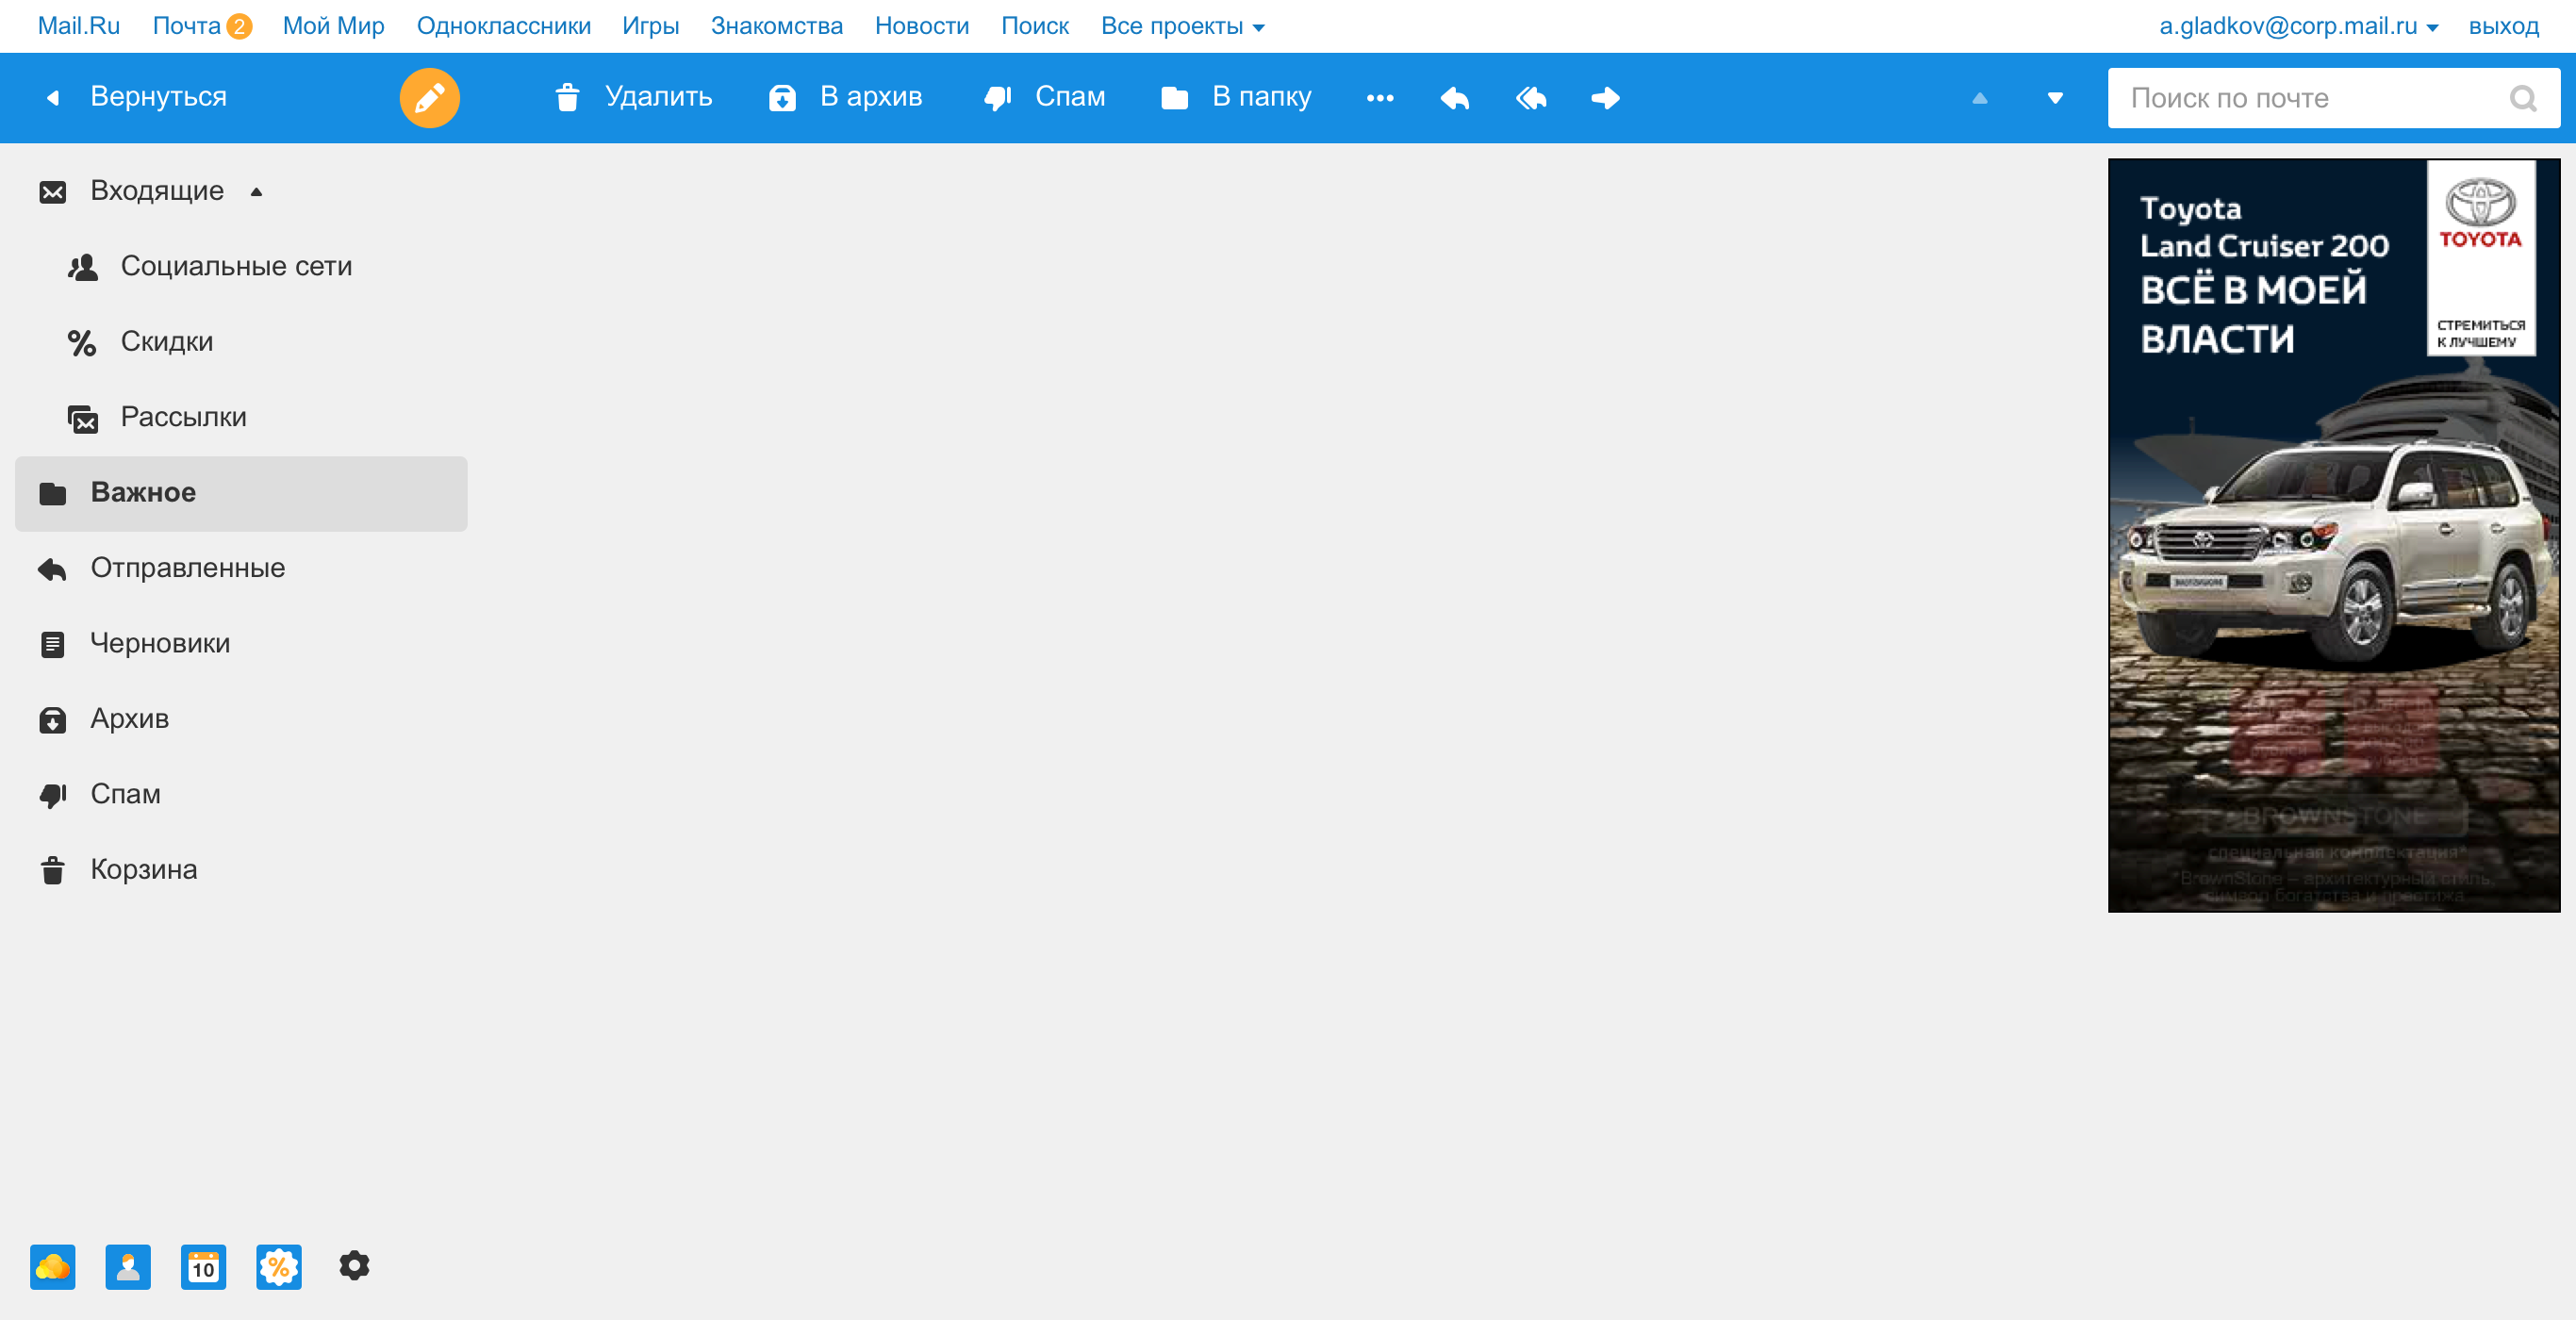 Mail.Ru Почта 2 Мой Мир Одноклассники Игры Знакомства Новости Поиск Все проекты a.gladkov@corp.mail.ru выход
Вернуться Удалить В архив Спам В папку Поиск по почте
Входящие
Социальные сети
Скидки
Рассылки
Важное
Отправленные
Черновики
Архив
Спам
Корзина
10
%
Toyota
Land Cruiser 200
ВСЁ В МОЕЙ
ВЛАСТИ
TOYOTA
СТРЕМИТЬСЯ
К ЛУЧШЕМУ
BROWNSTONE
специальная комплектация*
*BrownStone – архитектурный стиль,
символ богатства и престижа